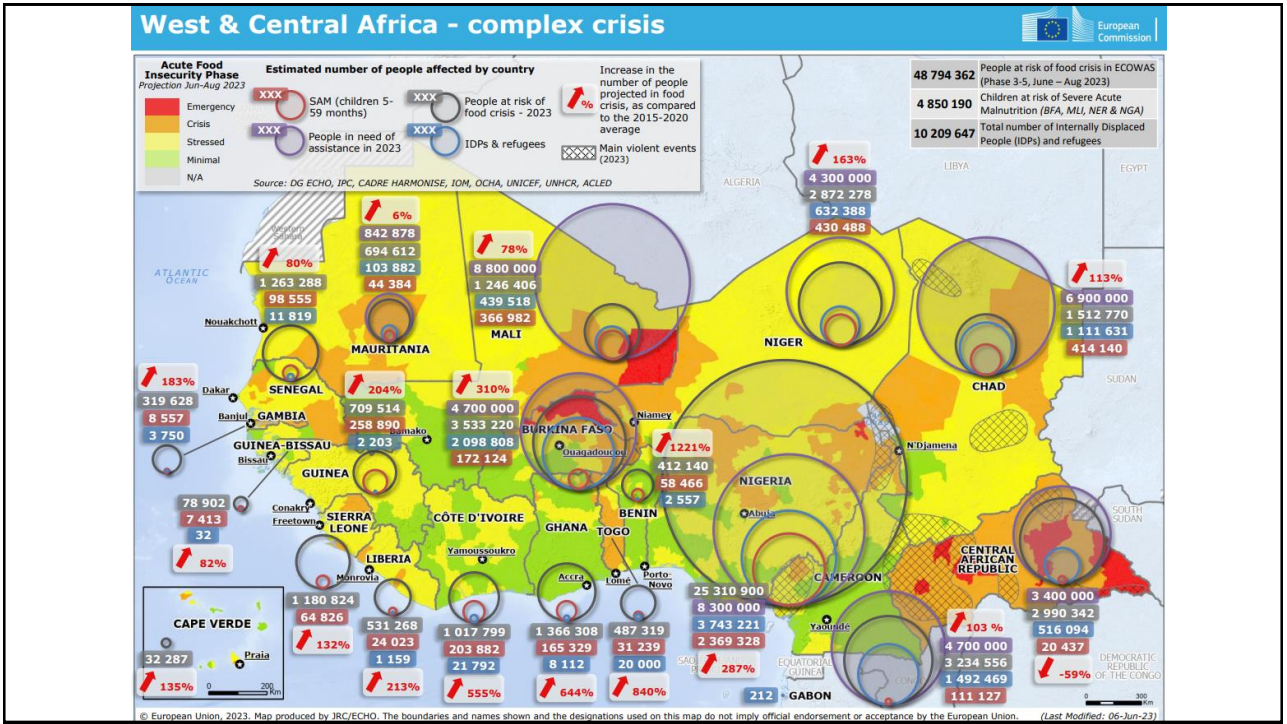 West & Central Africa - complex crisis
European
Commission
Acute Food
Insecurity Phase
Projection Jun-Aug 2023
Emergency
Crisis
Stressed
Minimal
N/A
Estimated number of people affected by country
XXX
SAM (children 5-
59 months)
XXX
People at risk of
food crisis - 2023
XXX
People in need of
assistance in 2023
XXX
IDPs & refugees
%
Increase in the
number of people
projected in food
crisis, as compared
to the 2015-2020
average
Main violent events
(2023)
Source: DG ECHO, IPC, CADRE HARMONISE, IOM, OCHA, UNICEF, UNHCR, ACLED
48 794 362 People at risk of food crisis in ECOWAS
(Phase 3-5, June – Aug 2023)
4 850 190 Children at risk of Severe Acute
Malnutrition (BFA, MLI, NER & NGA)
10 209 647 Total number of Internally Displaced
People (IDPs) and refugees
ALGERIA
LIBYA
EGYPT
163%
4 300 000
2 872 278
632 388
430 488
Western
Sahara
6%
842 878
694 612
103 882
44 384
80%
1 263 288
98 555
11 819
78%
8 800 000
1 246 406
439 518
366 982
113%
6 900 000
1 512 770
1 111 631
414 140
ATLANTIC
OCEAN
Nouakchott
MAURITANIA
MALI
NIGER
CHAD
SUDAN
183%
319 628
8 557
3 750
Dakar
SENEGAL
Banjul
GAMBIA
GUINEA-BISSAU
Bissau
204%
709 514
258 890
2 203
Bamako
310%
4 700 000
3 533 220
2 098 808
172 124
BURKINA FASO
Ouagadougou
Niamey
1221%
412 140
58 466
2 557
N'Djamena
GUINEA
NIGERIA
Abuja
BENIN
78 902
7 413
32
82%
Conakry
Freetown
SIERRA
LEONE
CÔTE D'IVOIRE
GHANA
TOGO
SOUTH
SUDAN
LIBERIA
Monrovia
Yamoussoukro
Accra
Lomé
Porto-
Novo
CAMEROON
Yaoundé
CENTRAL
AFRICAN
REPUBLIC
CAPE VERDE
Praia
0 200
Km
32 287
135%
1 180 824
64 826
132%
531 268
24 023
1 159
213%
1 017 799
203 882
21 792
555%
1 366 308
165 329
8 112
644%
487 319
31 239
20 000
840%
25 310 900
8 300 000
3 743 221
2 369 328
287%
EQUATORIAL
GUINEA
212
GABON
103 %
4 700 000
3 234 556
1 492 469
111 127
3 400 000
2 990 342
516 094
20 437
-59%
DEMOCRATIC
REPUBLIC
OF THE CONGO
0 300
Km
© European Union, 2023. Map produced by JRC/ECHO. The boundaries and names shown and the designations used on this map do not imply official endorsement or acceptance by the European Union. (Last Modified: 06-Jun-23)